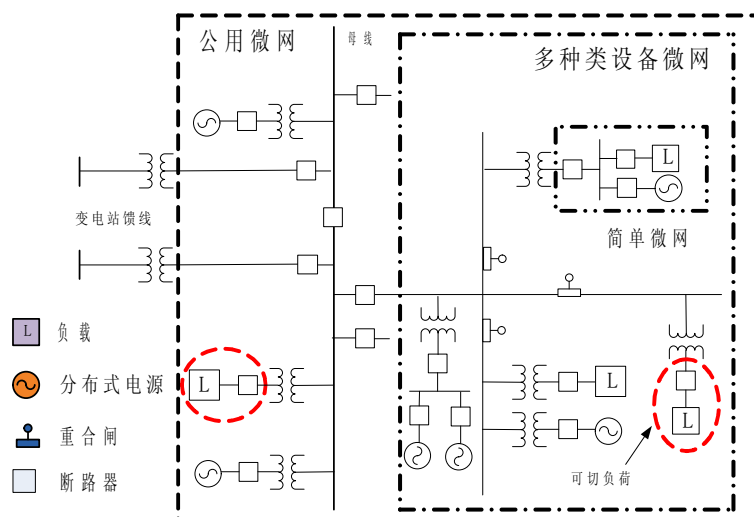 公用微网
母线
多种类设备微网
L
简单微网
变电站馈线
L 负载
分布式电源
重合闸
断路器
L
L
L
可切负荷